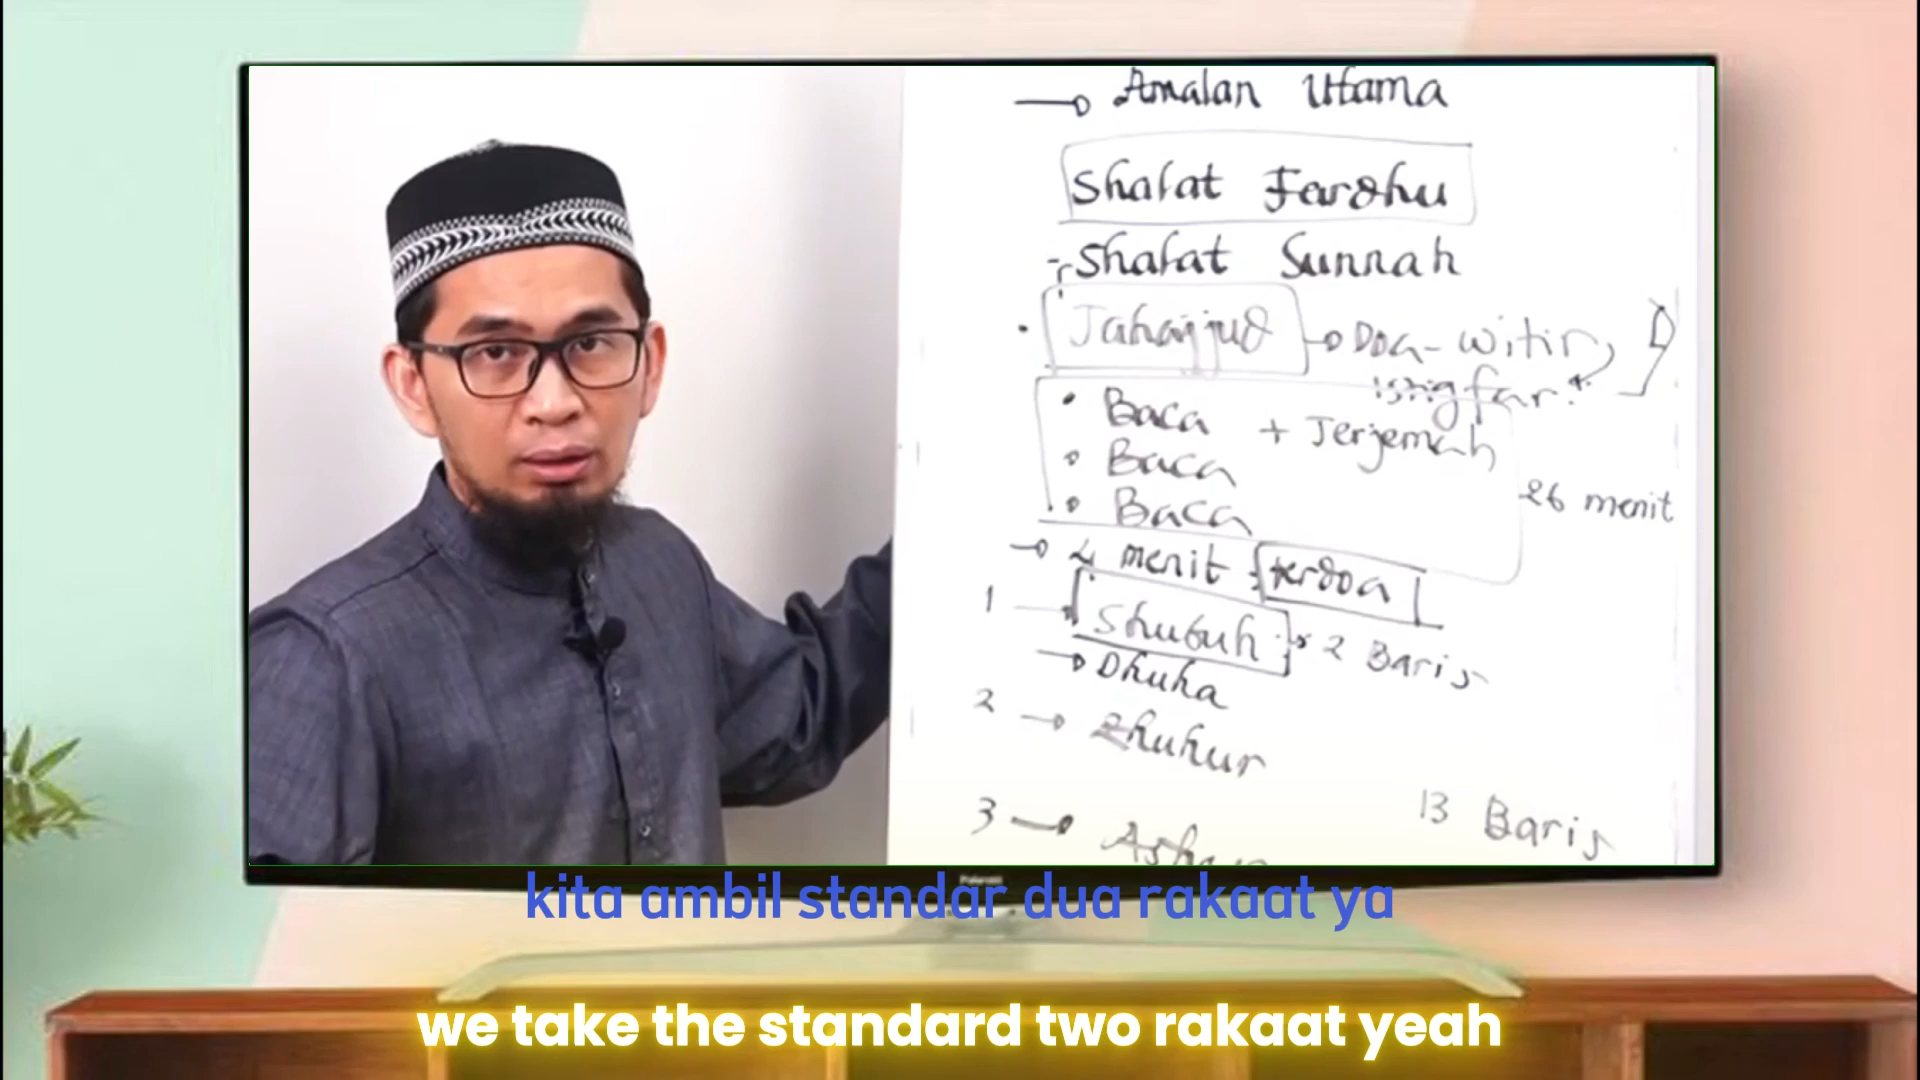 Amalan Utama
Shalat Fardhu
Shalat Sunnah
Tahajjud Doa-witir,
istigfar.
Baca + Terjemah
Baca
Baca
26 menit
4 menit berdoa
1 Shubuh 2 Baris
Dhuha
2 Zhuhur
13 Baris
3 Ashar
kita ambil standar dua rakaat ya
we take the standard two rakaat yeah